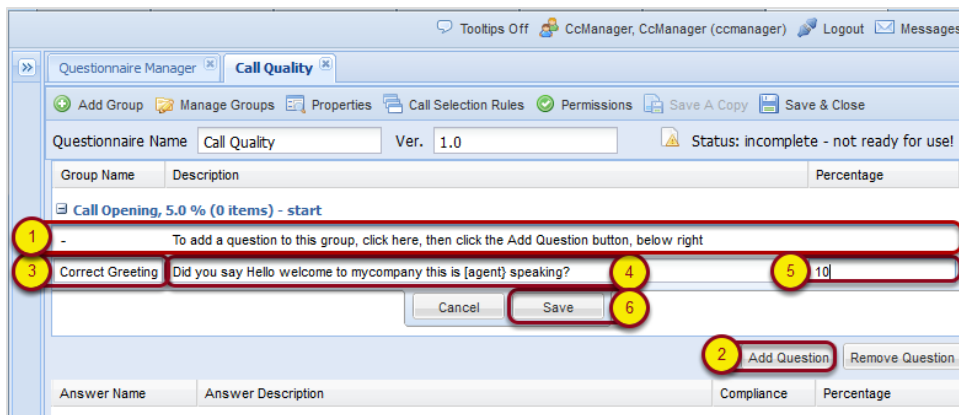 Tooltips Off CcManager, CcManager (ccmanager) Logout Messages
Questionnaire Manager Call Quality
Add Group Manage Groups Properties Call Selection Rules Permissions Save A Copy Save & Close
Questionnaire Name Call Quality Ver. 1.0 Status: incomplete - not ready for use!
Group Name Description Percentage
Call Opening, 5.0 % (0 items) - start
1 - To add a question to this group, click here, then click the Add Question button, below right
3 Correct Greeting Did you say Hello welcome to mycompany this is [agent} speaking? 4 5 10
Cancel Save 6
2 Add Question Remove Question
Answer Name Answer Description Compliance Percentage